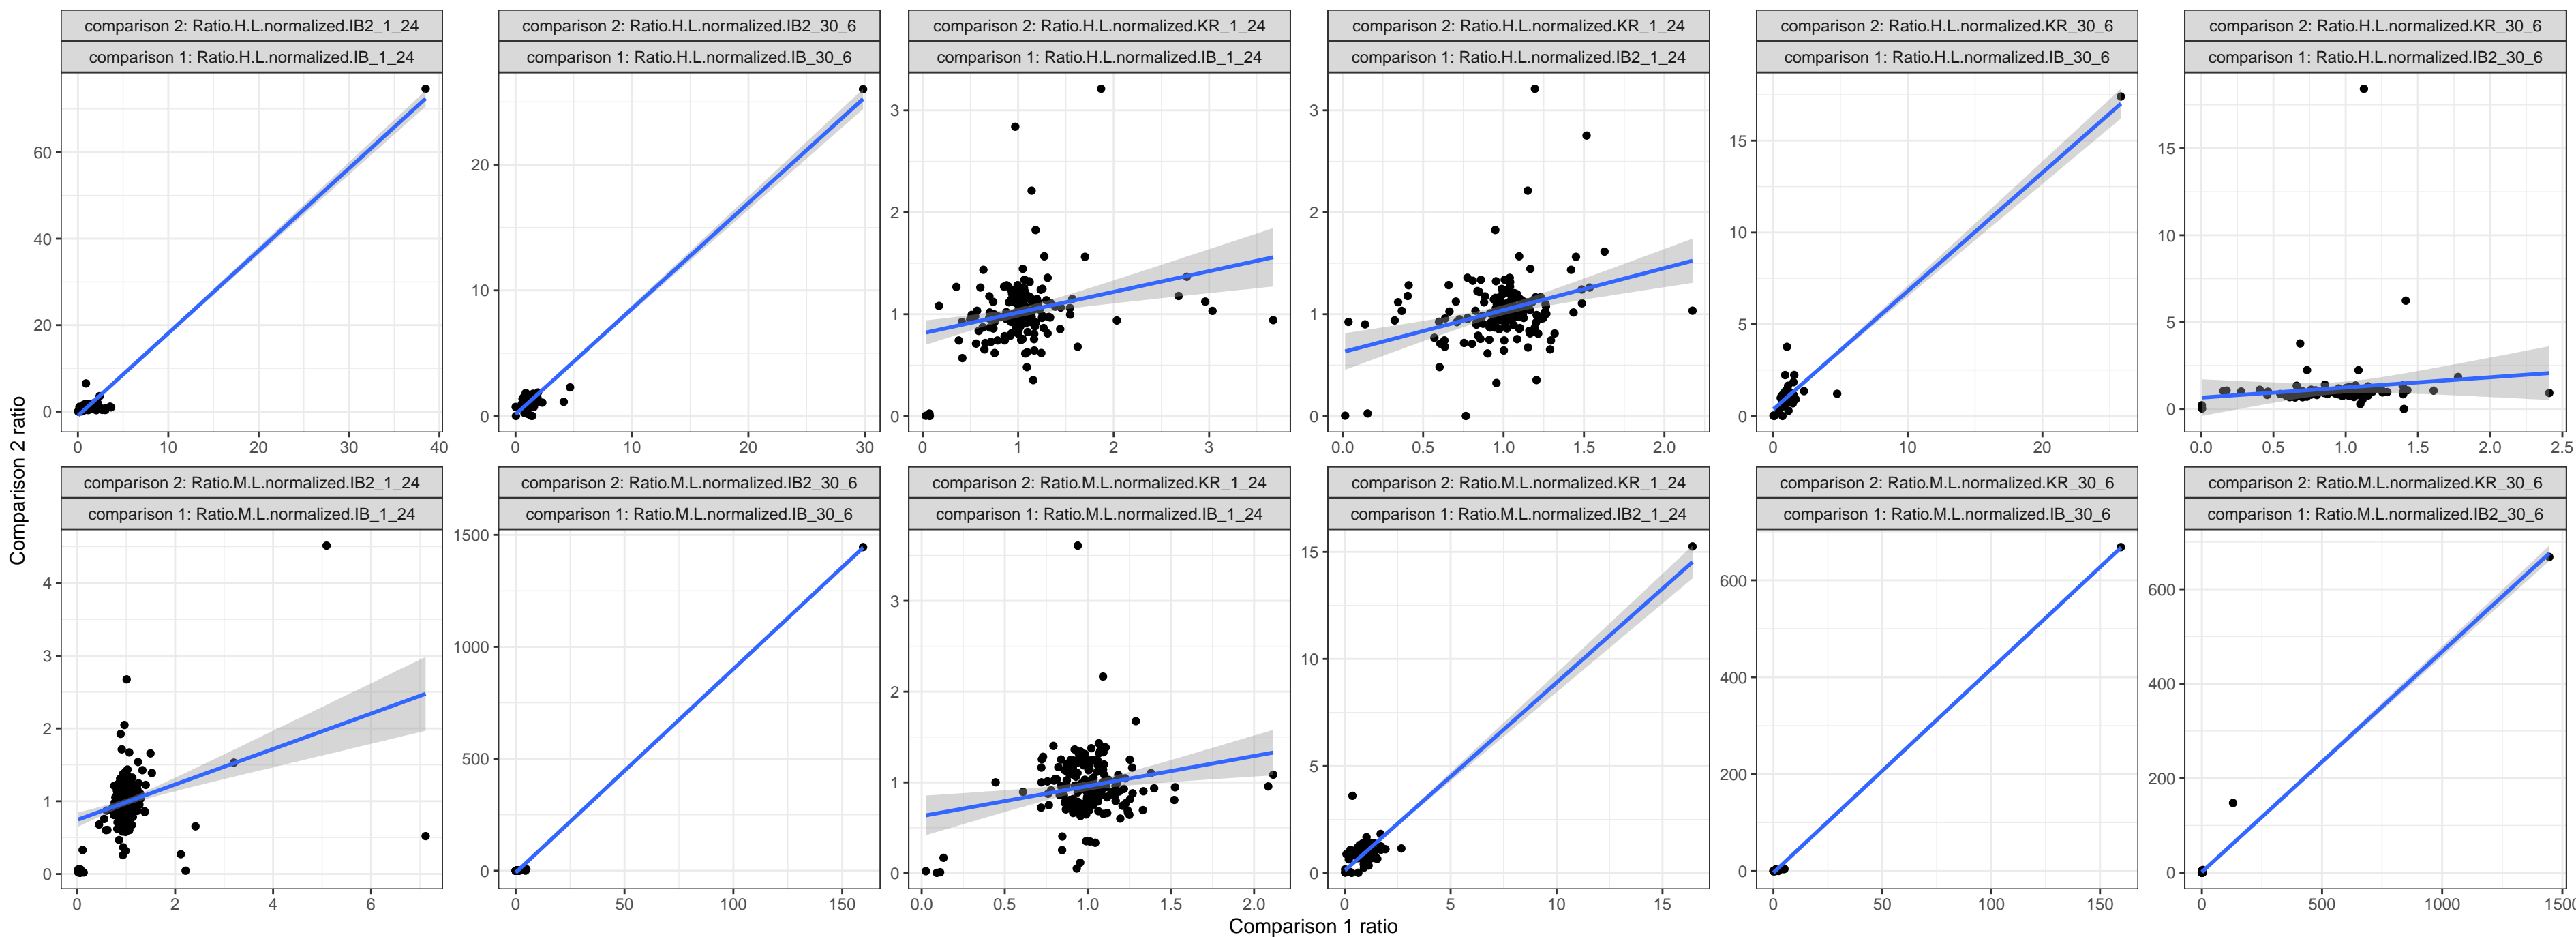 comparison 2: Ratio.H.L.normalized.IB2_1_24
comparison 1: Ratio.H.L.normalized.IB_1_24
60
40
20
0
0 10 20 30 40
comparison 2: Ratio.H.L.normalized.IB2_30_6
comparison 1: Ratio.H.L.normalized.IB_30_6
20
10
0
0 10 20 30
comparison 2: Ratio.H.L.normalized.KR_1_24
comparison 1: Ratio.H.L.normalized.IB_1_24
3
2
1
0
0 1 2 3
comparison 2: Ratio.H.L.normalized.KR_1_24
comparison 1: Ratio.H.L.normalized.IB2_1_24
3
2
1
0
0.0 0.5 1.0 1.5 2.0
comparison 2: Ratio.H.L.normalized.KR_30_6
comparison 1: Ratio.H.L.normalized.IB_30_6
15
10
5
0
0 10 20
comparison 2: Ratio.H.L.normalized.KR_30_6
comparison 1: Ratio.H.L.normalized.IB2_30_6
15
10
5
0
0.0 0.5 1.0 1.5 2.0 2.5
Comparison 2 ratio
comparison 2: Ratio.M.L.normalized.IB2_1_24
comparison 1: Ratio.M.L.normalized.IB_1_24
4
3
2
1
0
0 2 4 6
comparison 2: Ratio.M.L.normalized.IB2_30_6
comparison 1: Ratio.M.L.normalized.IB_30_6
1500
1000
500
0
0 50 100 150
comparison 2: Ratio.M.L.normalized.KR_1_24
comparison 1: Ratio.M.L.normalized.IB_1_24
3
2
1
0
0.0 0.5 1.0 1.5 2.0
comparison 2: Ratio.M.L.normalized.KR_1_24
comparison 1: Ratio.M.L.normalized.IB2_1_24
15
10
5
0
0 5 10 15
comparison 2: Ratio.M.L.normalized.KR_30_6
comparison 1: Ratio.M.L.normalized.IB_30_6
600
400
200
0
0 50 100 150
comparison 2: Ratio.M.L.normalized.KR_30_6
comparison 1: Ratio.M.L.normalized.IB2_30_6
600
400
200
0
0 500 1000 1500
Comparison 1 ratio